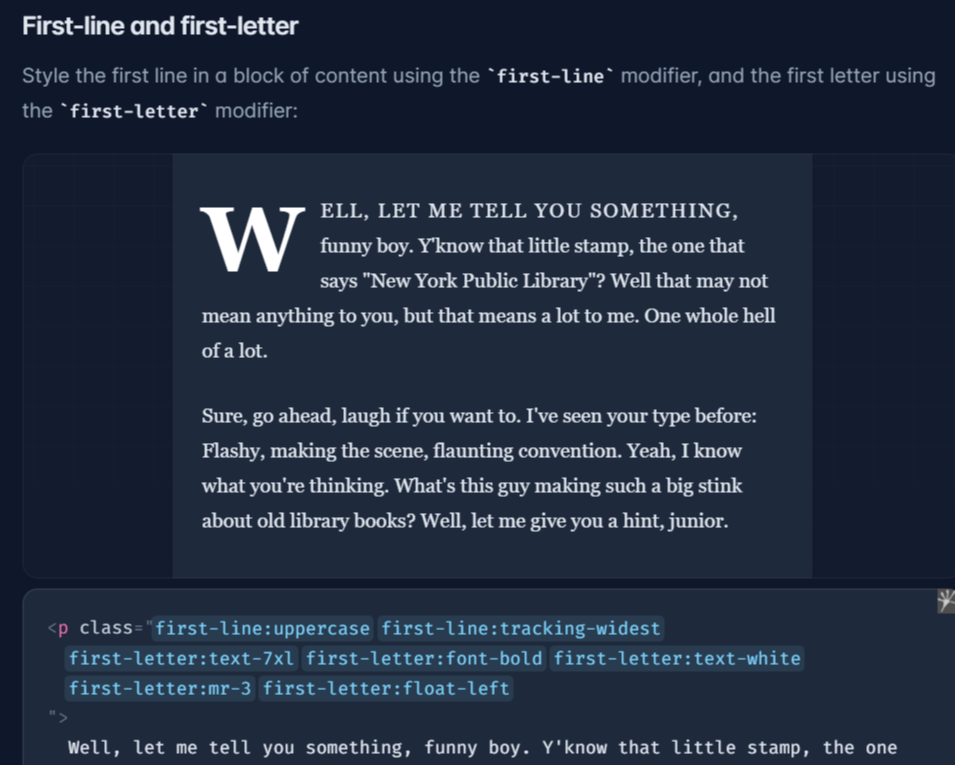 First-line and first-letter
Style the first line in a block of content using the `first-line` modifier, and the first letter using
the `first-letter` modifier:
WELL, LET ME TELL YOU SOMETHING,
funny boy. Y'know that little stamp, the one that
says "New York Public Library"? Well that may not
mean anything to you, but that means a lot to me. One whole hell
of a lot.
Sure, go ahead, laugh if you want to. I've seen your type before:
Flashy, making the scene, flaunting convention. Yeah, I know
what you're thinking. What's this guy making such a big stink
about old library books? Well, let me give you a hint, junior.
<p class="first-line:uppercase first-line:tracking-widest
first-letter:text-7xl first-letter:font-bold first-letter:text-white
first-letter:mr-3 first-letter:float-left
">
Well, let me tell you something, funny boy. Y'know that little stamp, the one